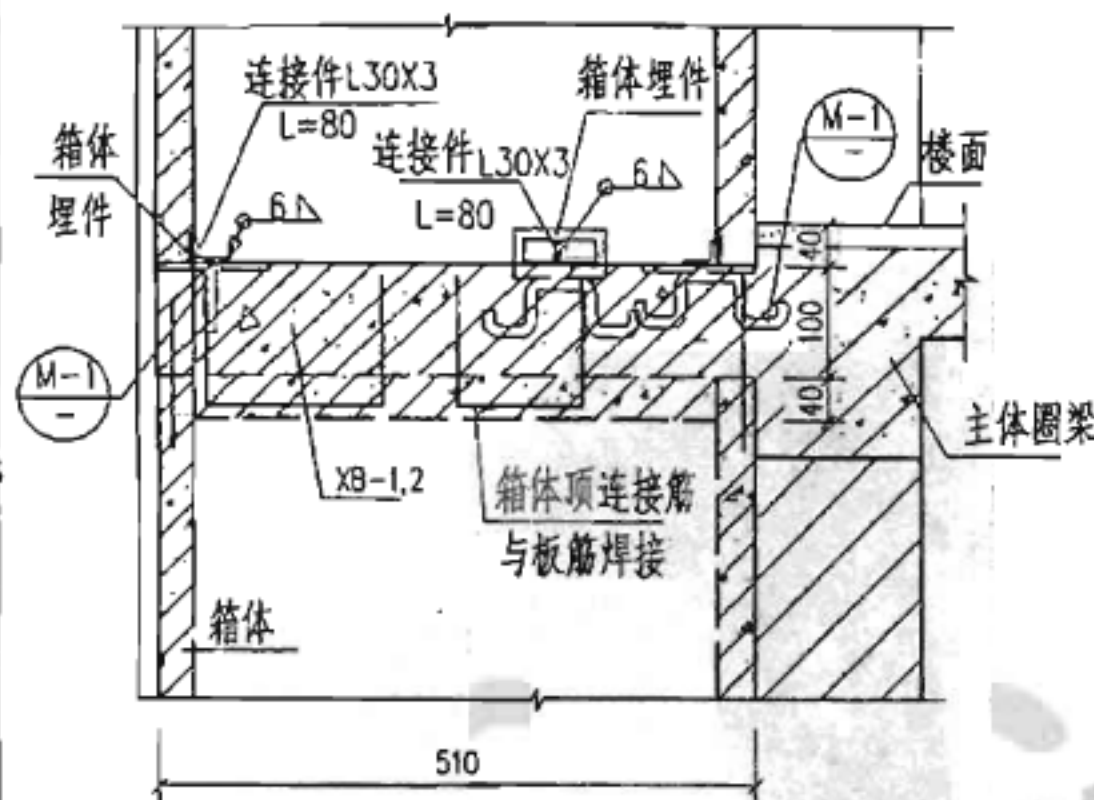 连接件L30X3
L=80
箱体埋件
M-1
-
箱体
埋件
连接件L30X3
L=80
楼面
6
6
40
100
40
M-1
-
主体圈梁
XB-1,2
箱体顶连接筋
与板筋焊接
箱体
510